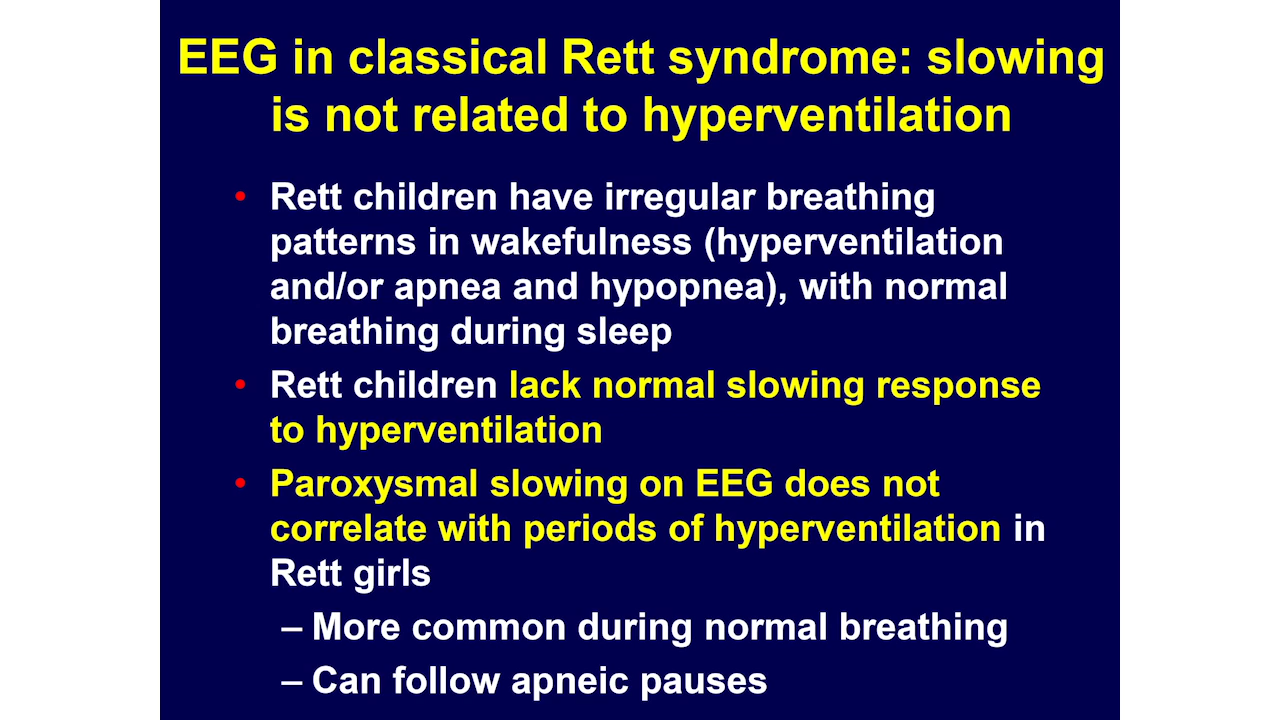 EEG in classical Rett syndrome: slowing
is not related to hyperventilation
• Rett children have irregular breathing
patterns in wakefulness (hyperventilation
and/or apnea and hypopnea), with normal
breathing during sleep
• Rett children lack normal slowing response
to hyperventilation
• Paroxysmal slowing on EEG does not
correlate with periods of hyperventilation in
Rett girls
– More common during normal breathing
– Can follow apneic pauses